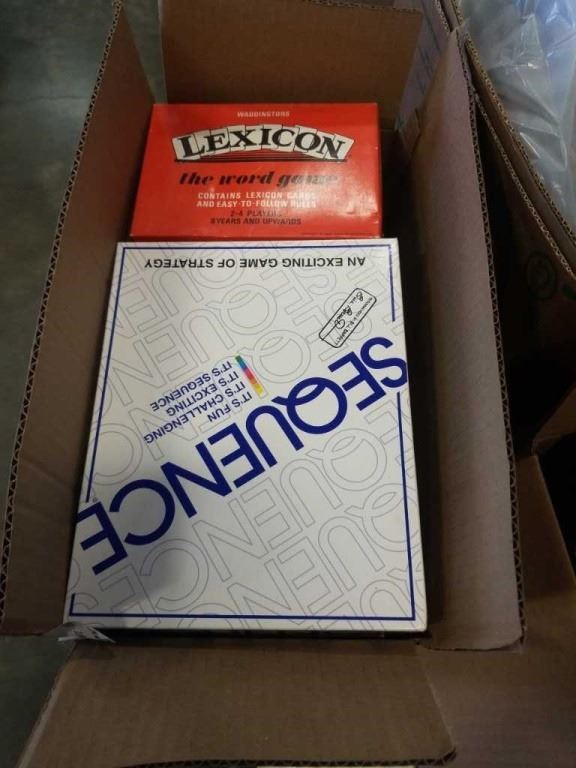 WADDINGTONS
LEXICON
the word game
CONTAINS LEXICON CARDS
AND EASY-TO-FOLLOW RULES
2-4 PLAYERS
8 YEARS AND UPWARDS
AN EXCITING GAME OF STRATEGY
SEQUENCE
IT'S FUN
IT'S CHALLENGING
IT'S EXCITING
IT'S SEQUENCE